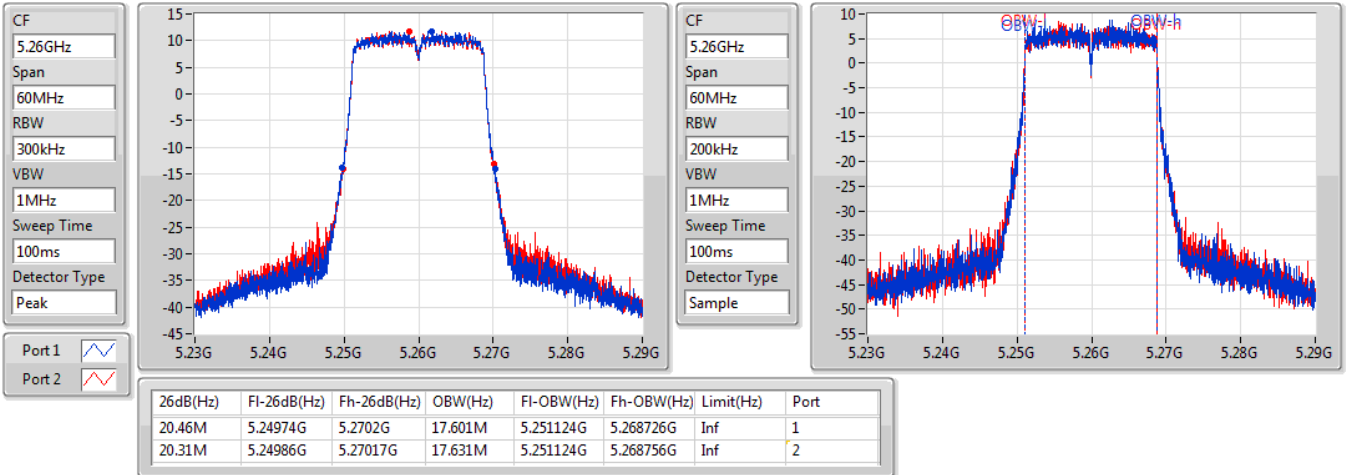 CF
5.26GHz
Span
60MHz
RBW
300kHz
VBW
1MHz
Sweep Time
100ms
Detector Type
Peak
Port 1
Port 2
15
10
5
0
-5
-10
-15
-20
-25
-30
-35
-40
-45
5.23G 5.24G 5.25G 5.26G 5.27G 5.28G 5.29G
CF
5.26GHz
Span
60MHz
RBW
200kHz
VBW
1MHz
Sweep Time
100ms
Detector Type
Sample
OBW-l OBW-h
OBW-l OBW-h
10
5
0
-5
-10
-15
-20
-25
-30
-35
-40
-45
-50
-55
5.23G 5.24G 5.25G 5.26G 5.27G 5.28G 5.29G
26dB(Hz) Fl-26dB(Hz) Fh-26dB(Hz) OBW(Hz) Fl-OBW(Hz) Fh-OBW(Hz) Limit(Hz) Port
20.46M 5.24974G 5.2702G 17.601M 5.251124G 5.268726G Inf 1
20.31M 5.24986G 5.27017G 17.631M 5.251124G 5.268756G Inf 2